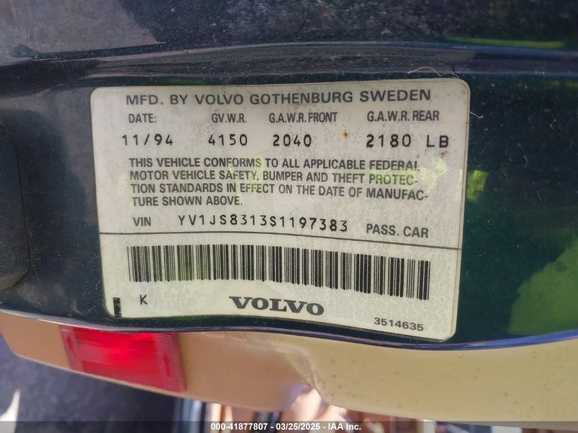 MFD. BY VOLVO GOTHENBURG SWEDEN
DATE: GV.W.R. G.A.W.R. FRONT G.A.W.R. REAR
11/94 4150 2040 2180 LB
THIS VEHICLE CONFORMS TO ALL APPLICABLE FEDERAL
MOTOR VEHICLE SAFETY, BUMPER AND THEFT PROTEC-
TION STANDARDS IN EFFECT ON THE DATE OF MANUFAC-
TURE SHOWN ABOVE.
VIN YV1JS8313S1197383 PASS. CAR
K VOLVO
3514635
000-41877807 - 03/25/2025 - IAA Inc.